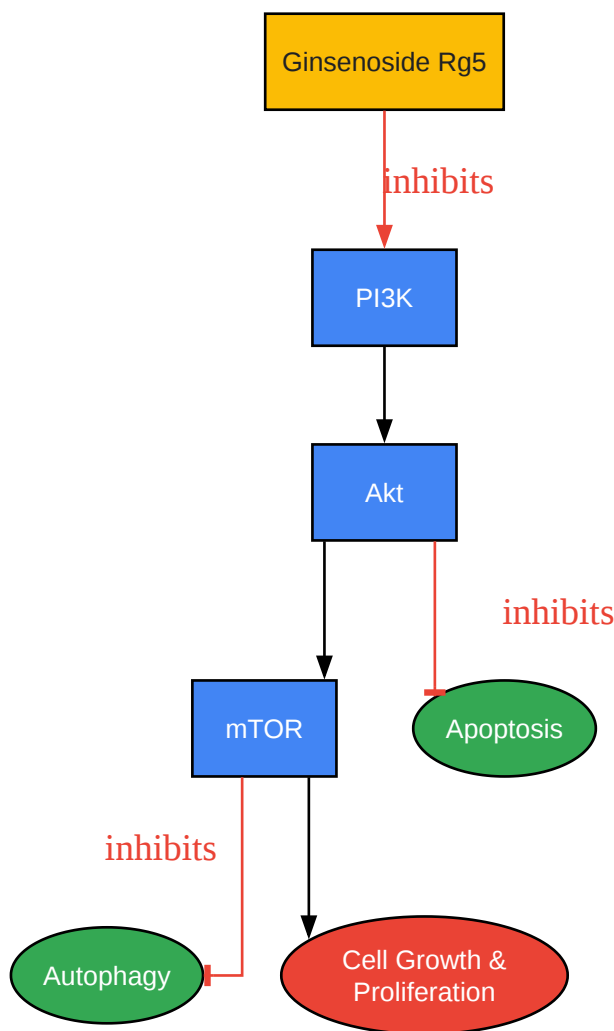 Ginsenoside Rg5
inhibits
PI3K
Akt
inhibits
mTOR
Apoptosis
inhibits
Autophagy
Cell Growth &
Proliferation